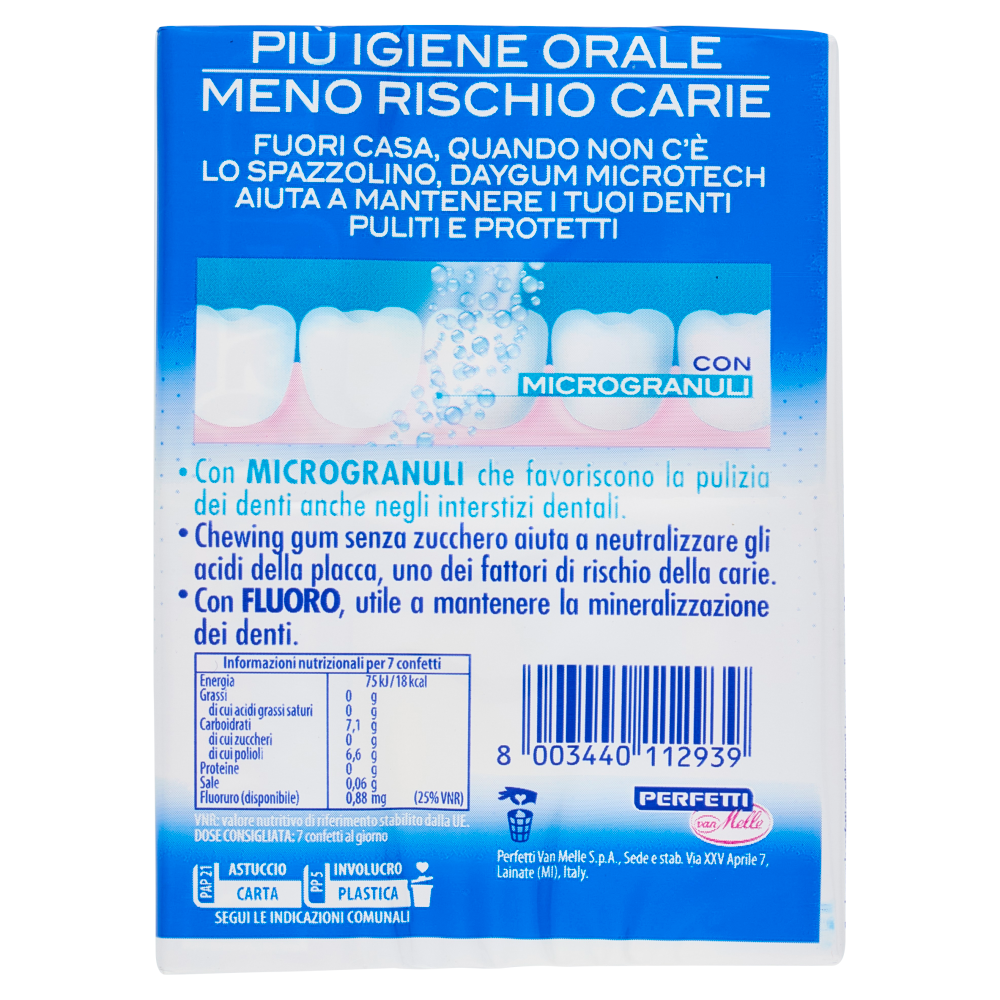 PIÙ IGIENE ORALE
MENO RISCHIO CARIE
FUORI CASA, QUANDO NON C'È
LO SPAZZOLINO, DAYGUM MICROTECH
AIUTA A MANTENERE I TUOI DENTI
PULITI E PROTETTI
CON
MICROGRANULI
• Con MICROGRANULI che favoriscono la pulizia
dei denti anche negli interstizi dentali.
• Chewing gum senza zucchero aiuta a neutralizzare gli
acidi della placca, uno dei fattori di rischio della carie.
• Con FLUORO, utile a mantenere la mineralizzazione
dei denti.
Informazioni nutrizionali per 7 confetti
Energia 75 kJ/18 kcal
Grassi 0 g
di cui acidi grassi saturi 0 g
Carboidrati 7,1 g
di cui zuccheri 0 g
di cui polioli 6,6 g
Proteine 0 g
Sale 0,06 g
Fluoruro (disponibile) 0,88 mg (25% VNR)
VNR: valore nutritivo di riferimento stabilito dalla UE.
DOSE CONSIGLIATA: 7 confetti al giorno
8 003440 112939
PERFETTI
van Melle
Perfetti Van Melle S.p.A., Sede e stab. Via XXV Aprile 7,
Lainate (MI), Italy.
PAP 21 ASTUCCIO CARTA
PP 5 INVOLUCRO PLASTICA
SEGUI LE INDICAZIONI COMUNALI